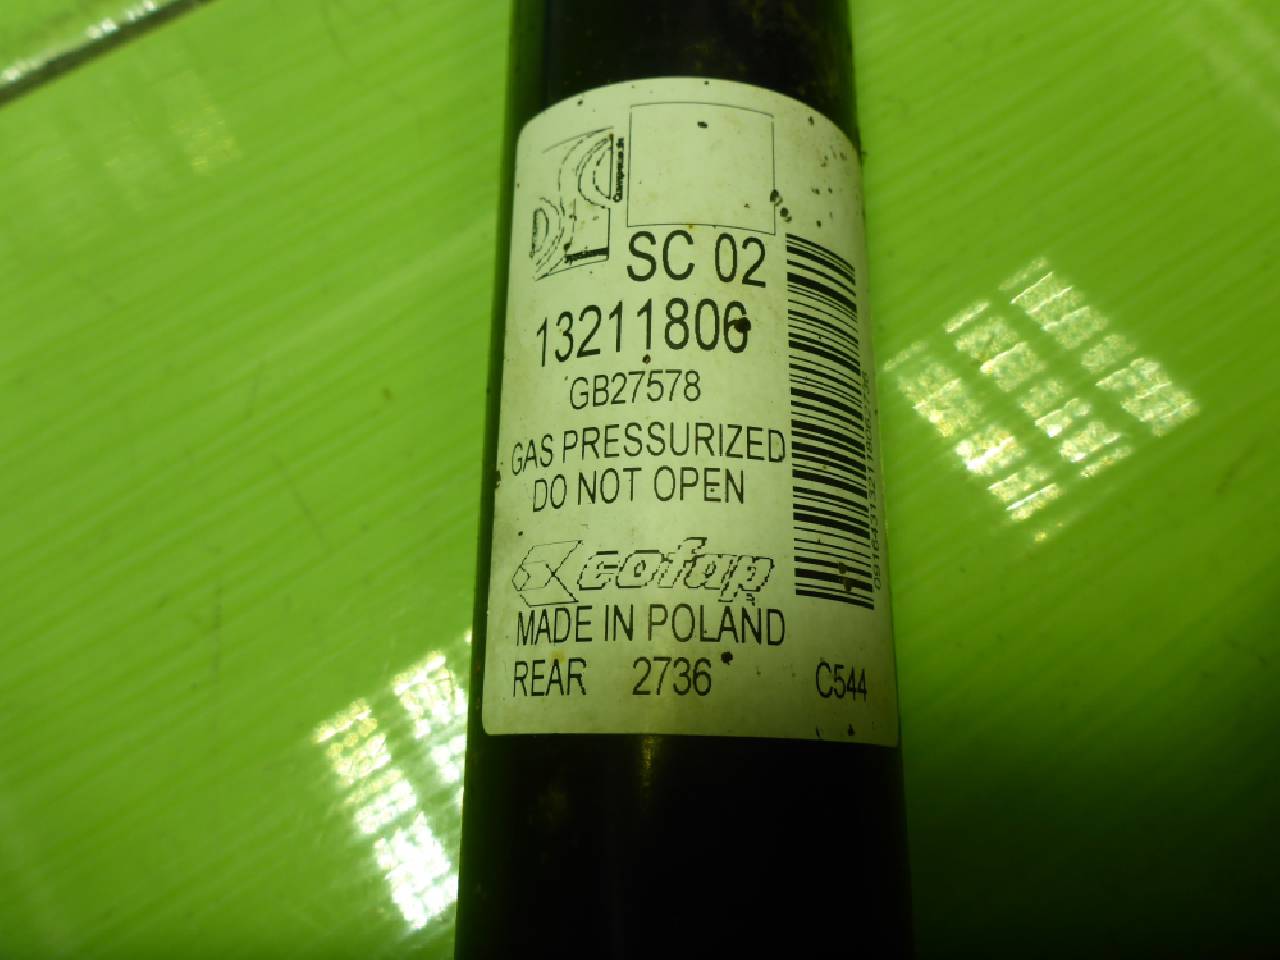 SC 02
13211806
GB27578
GAS PRESSURIZED
DO NOT OPEN
cofap
MADE IN POLAND
REAR 2736 C544